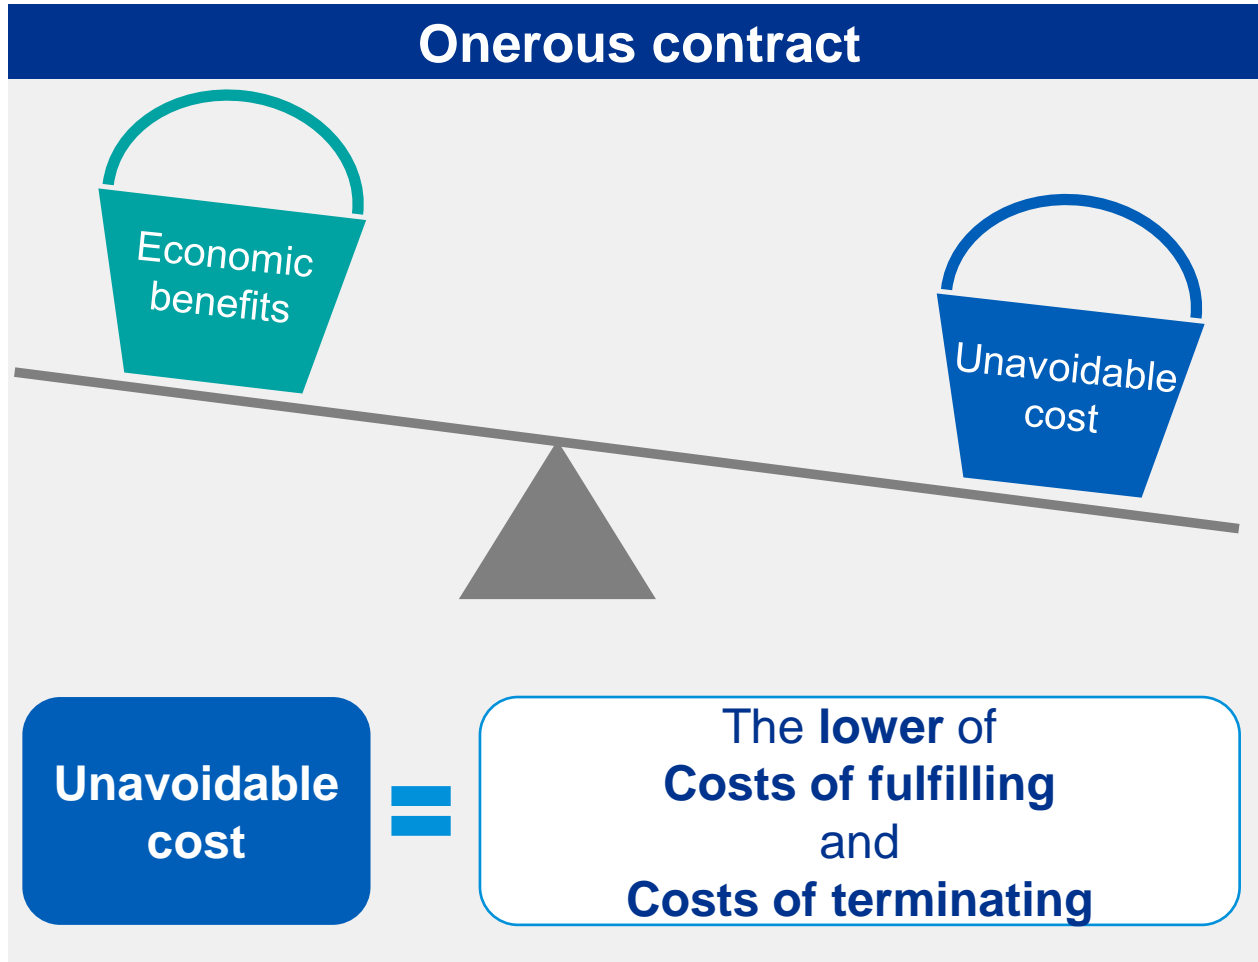 Onerous contract
Economic
benefits
Unavoidable
cost
Unavoidable
cost
The lower of
Costs of fulfilling
and
Costs of terminating